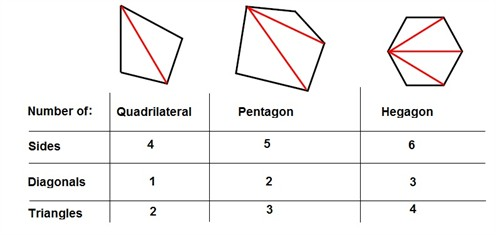 Number of: Quadrilateral Pentagon Hegagon
Sides 4 5 6
Diagonals 1 2 3
Triangles 2 3 4